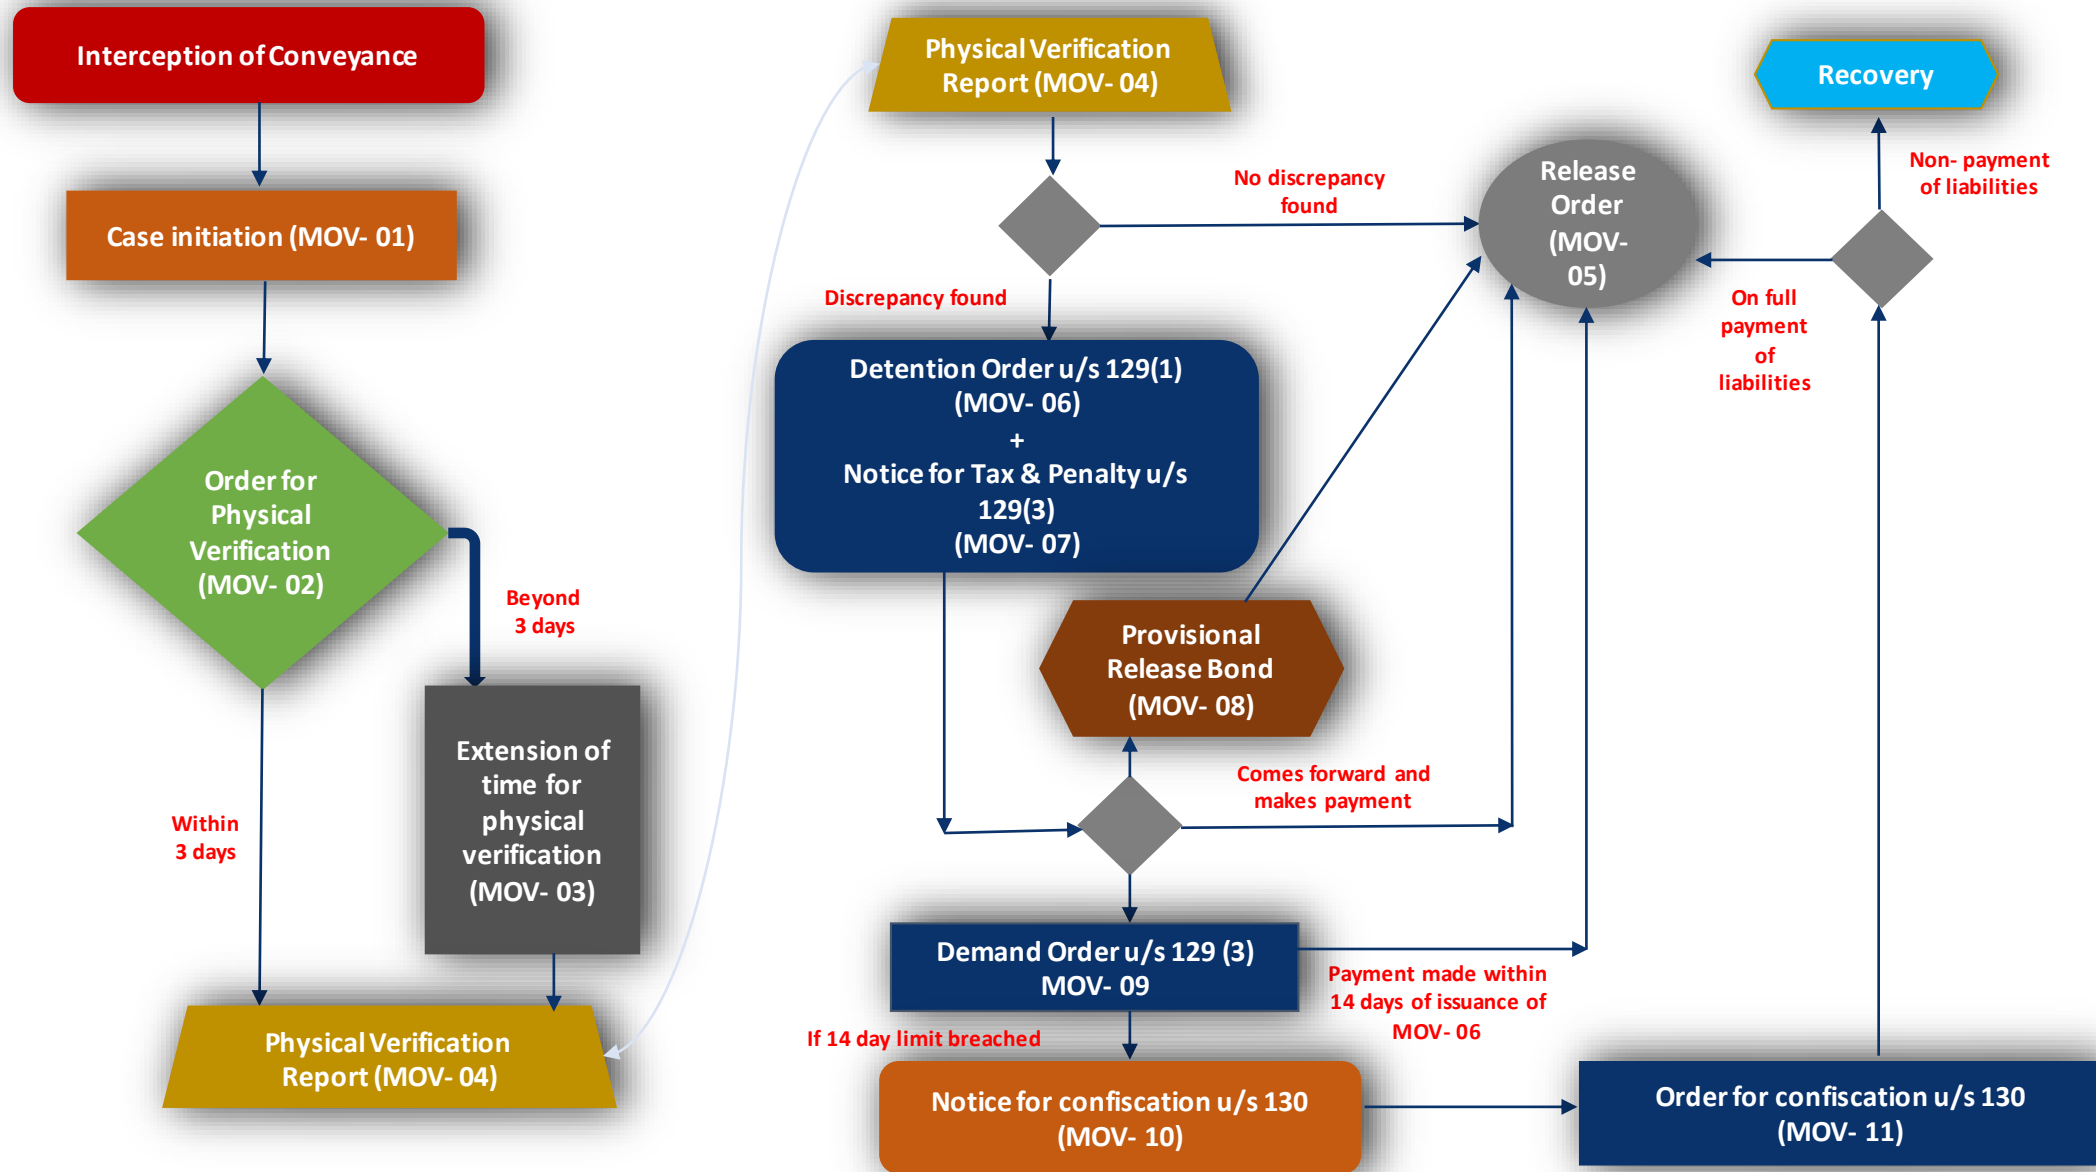 Interception of Conveyance
Case initiation (MOV- 01)
Order for
Physical
Verification
(MOV- 02)
Beyond
3 days
Within
3 days
Extension of
time for
physical
verification
(MOV- 03)
Physical Verification
Report (MOV- 04)
Physical Verification
Report (MOV- 04)
No discrepancy
found
Discrepancy found
Release
Order
(MOV-
05)
Detention Order u/s 129(1)
(MOV- 06)
+
Notice for Tax & Penalty u/s
129(3)
(MOV- 07)
Provisional
Release Bond
(MOV- 08)
Comes forward and
makes payment
Demand Order u/s 129 (3)
MOV- 09
Payment made within
14 days of issuance of
MOV- 06
If 14 day limit breached
Notice for confiscation u/s 130
(MOV- 10)
Order for confiscation u/s 130
(MOV- 11)
On full
payment
of
liabilities
Non- payment
of liabilities
Recovery